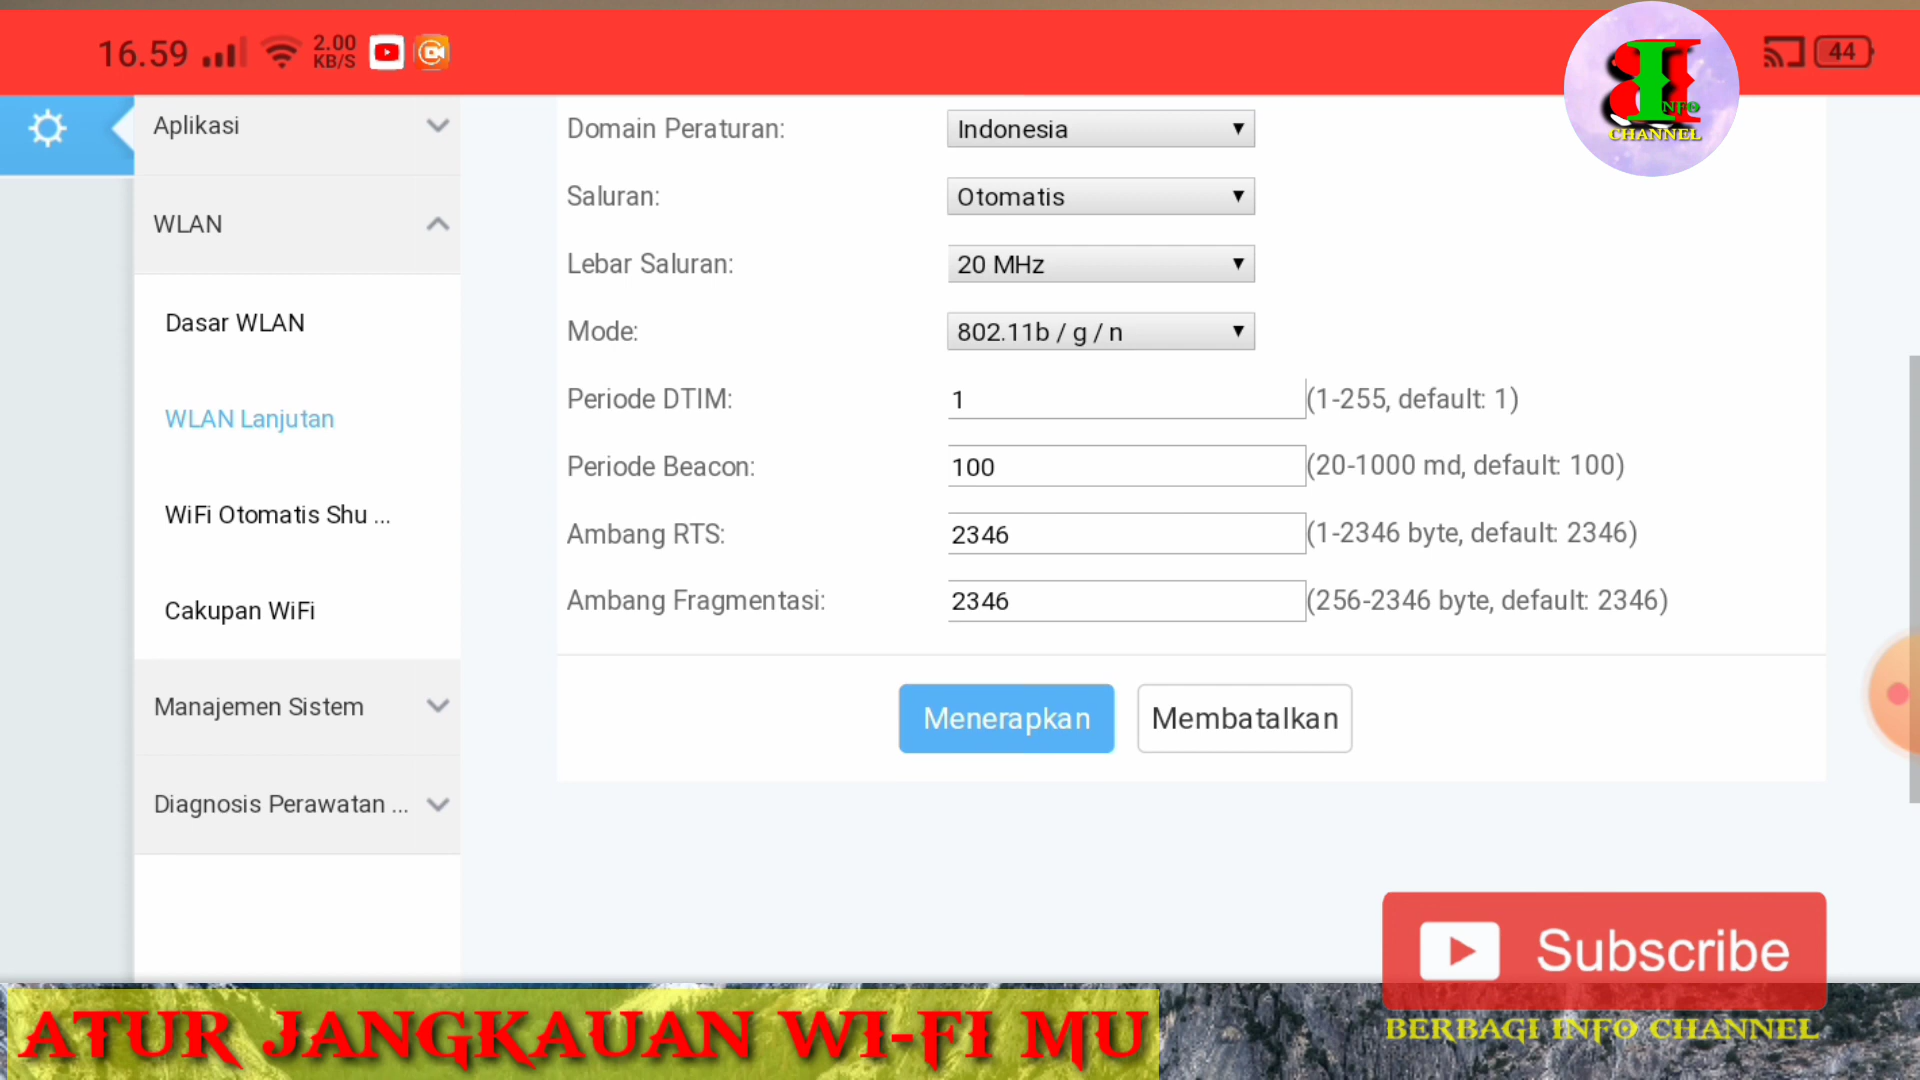 16.59 2.00 KB/S 44
INFO
CHANNEL
Aplikasi
WLAN
Dasar WLAN
WLAN Lanjutan
WiFi Otomatis Shu ...
Cakupan WiFi
Manajemen Sistem
Diagnosis Perawatan ...
Domain Peraturan: Indonesia
Saluran: Otomatis
Lebar Saluran: 20 MHz
Mode: 802.11b / g / n
Periode DTIM: 1 (1-255, default: 1)
Periode Beacon: 100 (20-1000 md, default: 100)
Ambang RTS: 2346 (1-2346 byte, default: 2346)
Ambang Fragmentasi: 2346 (256-2346 byte, default: 2346)
Menerapkan Membatalkan
Subscribe
ATUR JANGKAUAN WI-FI MU
BERBAGI INFO CHANNEL